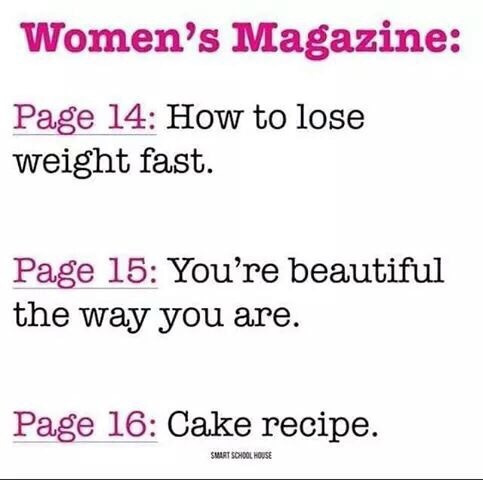 Women’s Magazine:
Page 14: How to lose
weight fast.
Page 15: You’re beautiful
the way you are.
Page 16: Cake recipe.
SMART SCHOOL HOUSE